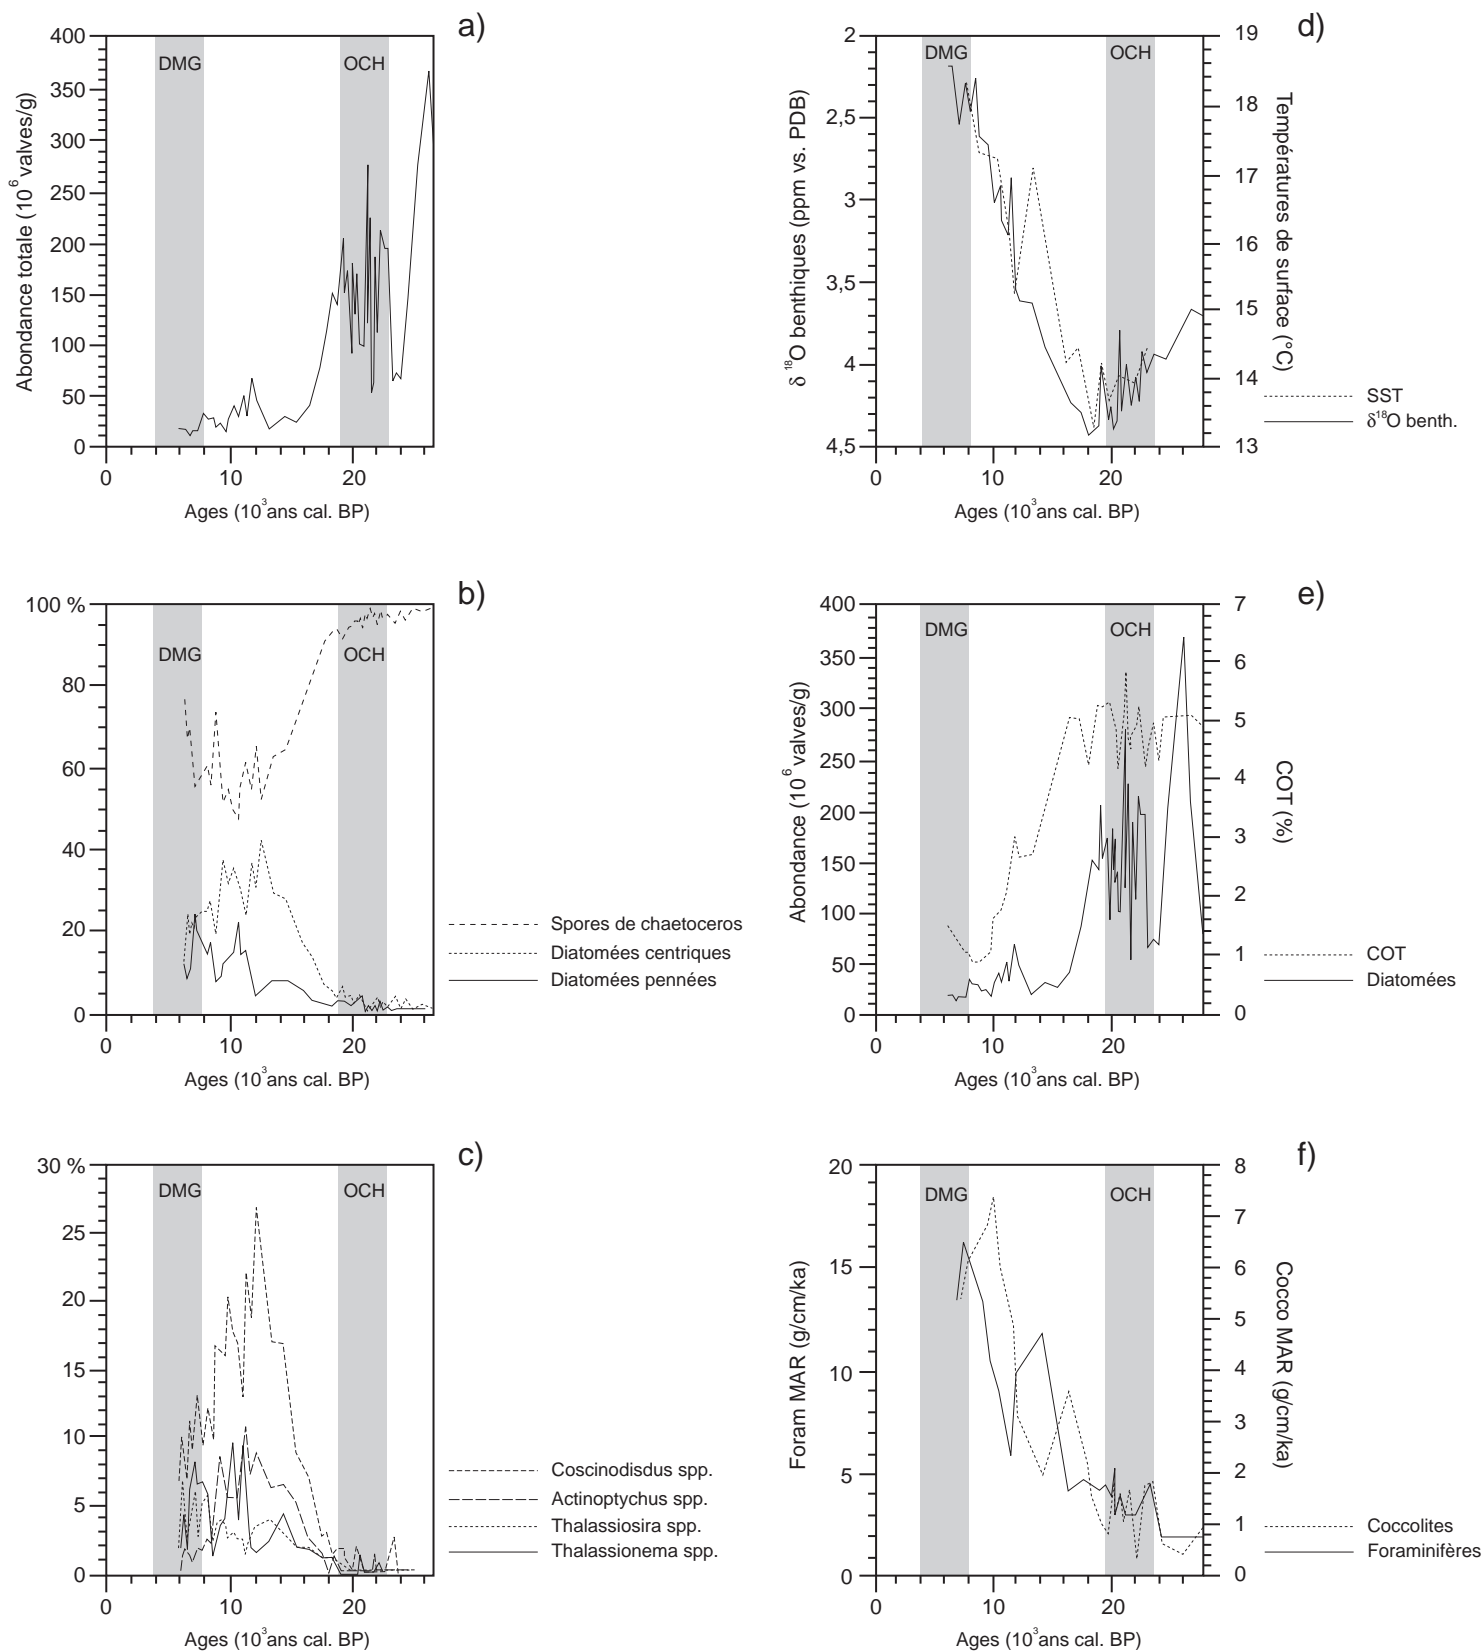 a)
400
350
300
250
200
150
100
50
0
Abondance totale (10⁶ valves/g)
DMG
OCH
0
10
20
Ages (10³ans cal. BP)
d)
2
2,5
3
3,5
4
4,5
δ ¹⁸O benthiques (ppm vs. PDB)
DMG
OCH
19
18
17
16
15
14
13
Températures de surface (°C)
SST
δ¹⁸O benth.
0
10
20
Ages (10³ans cal. BP)
b)
100 %
80
60
40
20
0
DMG
OCH
Spores de chaetoceros
Diatomées centriques
Diatomées pennées
0
10
20
Ages (10³ans cal. BP)
e)
400
350
300
250
200
150
100
50
0
Abondance (10⁶ valves/g)
DMG
OCH
7
6
5
4
3
2
1
0
COT (%)
COT
Diatomées
0
10
20
Ages (10³ans cal. BP)
c)
30 %
25
20
15
10
5
0
DMG
OCH
Coscinodisdus spp.
Actinoptychus spp.
Thalassiosira spp.
Thalassionema spp.
0
10
20
Ages (10³ans cal. BP)
f)
20
15
10
5
0
Foram MAR (g/cm/ka)
DMG
OCH
8
7
6
5
4
3
2
1
0
Cocco MAR (g/cm/ka)
Coccolites
Foraminifères
0
10
20
Ages (10³ans cal. BP)